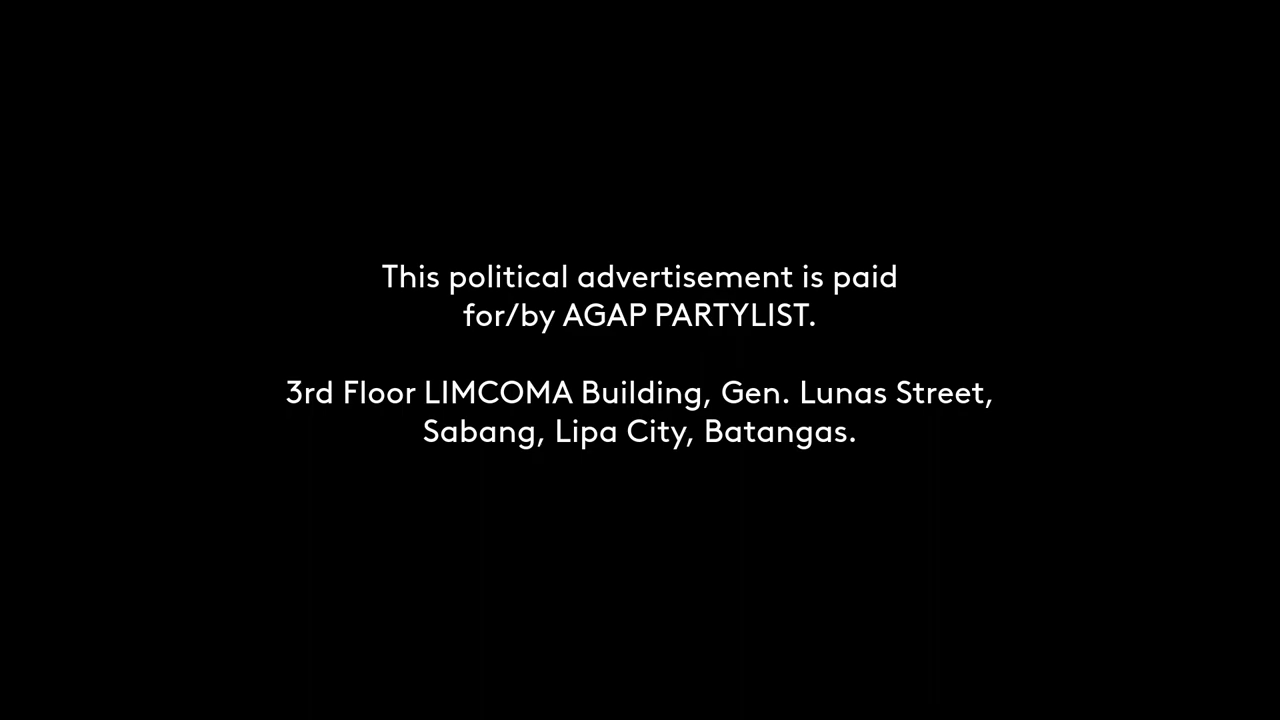 This political advertisement is paid
for/by AGAP PARTYLIST.
3rd Floor LIMCOMA Building, Gen. Lunas Street,
Sabang, Lipa City, Batangas.